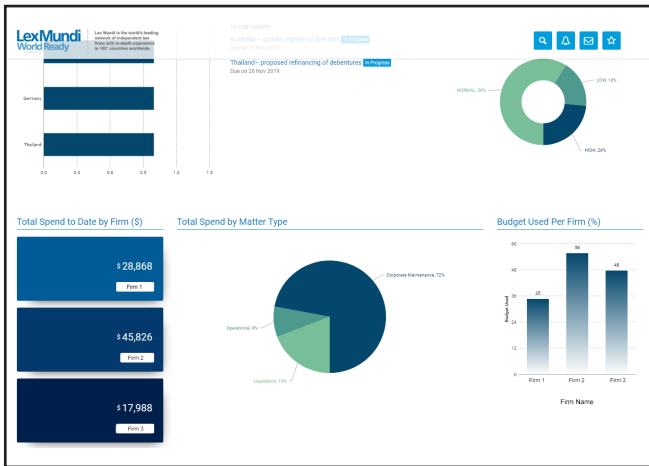 LexMundi
World Ready
Lex Mundi is the world's leading
network of independent law
firms with in-depth experience
in 100+ countries worldwide.
Australia – update register of directors In Progress
Due on 25 Nov 2019
Thailand– proposed refinancing of debentures In Progress
Due on 26 Nov 2019
Germany
Thailand
0.0 0.3 0.6 0.9 1.2 1.5
NORMAL, 59%
LOW, 18%
HIGH, 24%
Total Spend to Date by Firm ($)
$ 28,868
Firm 1
$ 45,826
Firm 2
$ 17,988
Firm 3
Total Spend by Matter Type
Corporate Maintenance, 72%
Operational, 9%
Liquidation, 19%
Budget Used Per Firm (%)
60
48
36
24
12
0
Budget Used
35
56
48
Firm 1 Firm 2 Firm 3
Firm Name